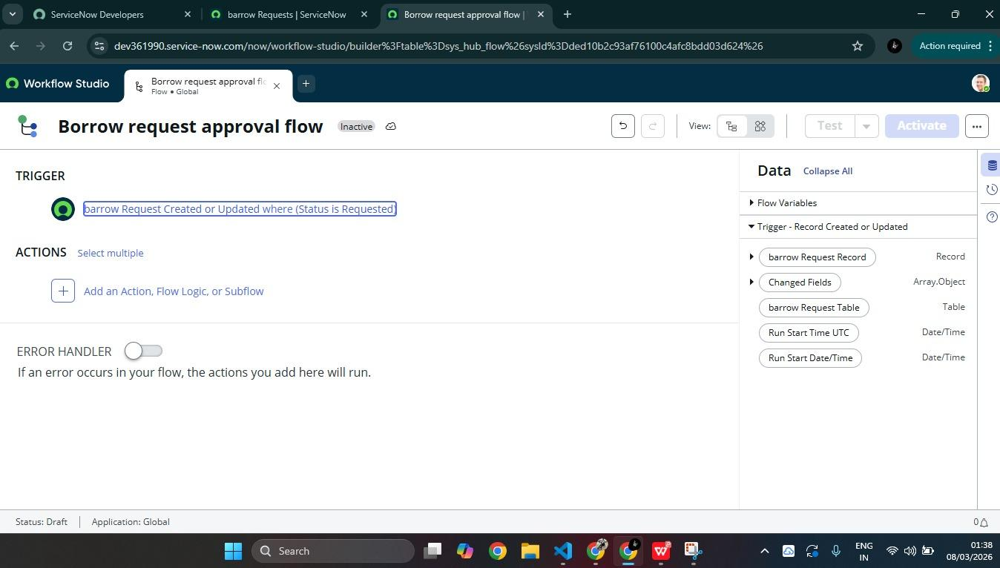 ServiceNow Developers
barrow Requests | ServiceNow
Borrow request approval flow |
dev361990.service-now.com/now/workflow-studio/builder%3Ftable%3Dsys_hub_flow%26sysId%3Dded10b2c93af76100c4afc8bdd03d624%26
Action required
Workflow Studio
Borrow request approval flo
Flow • Global
Borrow request approval flow
Inactive
View:
Test
Activate
TRIGGER
barrow Request Created or Updated where (Status is Requested)
ACTIONS
Select multiple
Add an Action, Flow Logic, or Subflow
ERROR HANDLER
If an error occurs in your flow, the actions you add here will run.
Data
Collapse All
Flow Variables
Trigger - Record Created or Updated
barrow Request Record Record
Changed Fields Array.Object
barrow Request Table Table
Run Start Time UTC Date/Time
Run Start Date/Time Date/Time
Status: Draft
Application: Global
0
Search
ENG
IN
01:38
08/03/2026